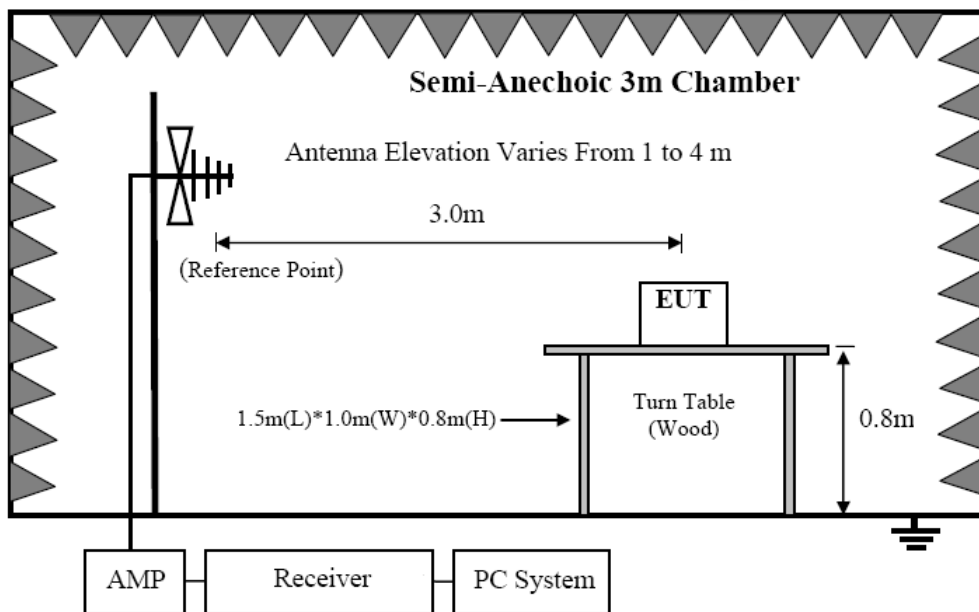 Semi-Anechoic 3m Chamber
Antenna Elevation Varies From 1 to 4 m
3.0m
(Reference Point)
EUT
1.5m(L)*1.0m(W)*0.8m(H)
Turn Table
(Wood)
0.8m
AMP
Receiver
PC System